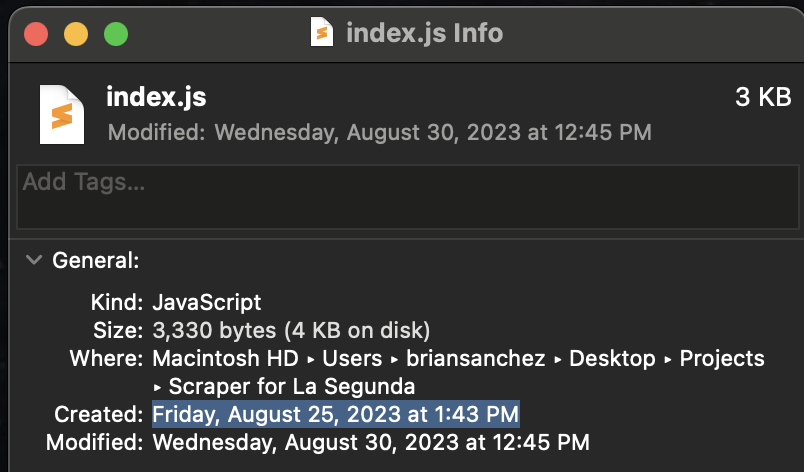 index.js Info
index.js
3 KB
Modified: Wednesday, August 30, 2023 at 12:45 PM
Add Tags...
General:
Kind: JavaScript
Size: 3,330 bytes (4 KB on disk)
Where: Macintosh HD ▸ Users ▸ briansanchez ▸ Desktop ▸ Projects
▸ Scraper for La Segunda
Created: Friday, August 25, 2023 at 1:43 PM
Modified: Wednesday, August 30, 2023 at 12:45 PM